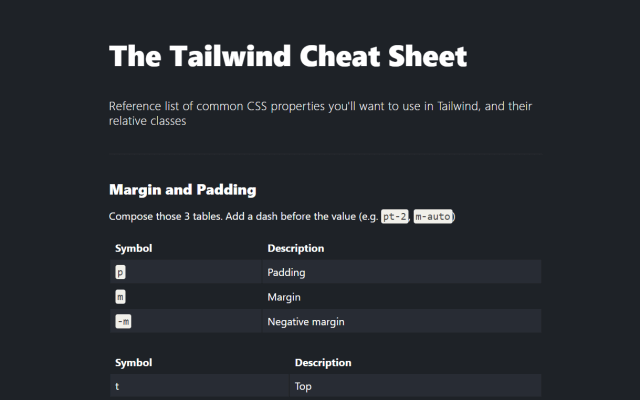 The Tailwind Cheat Sheet
Reference list of common CSS properties you'll want to use in Tailwind, and their
relative classes
Margin and Padding
Compose those 3 tables. Add a dash before the value (e.g. pt-2, m-auto)
Symbol Description
p Padding
m Margin
-m Negative margin
Symbol Description
t Top